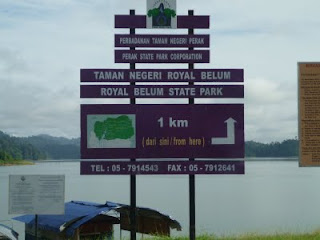 PERBADANAN TAMAN NEGERI PERAK
PERAK STATE PARK CORPORATION
TAMAN NEGERI ROYAL BELUM
ROYAL BELUM STATE PARK
1 km
( dari sini / from here )
TEL : 05 - 7914543 FAX : 05 - 7912641